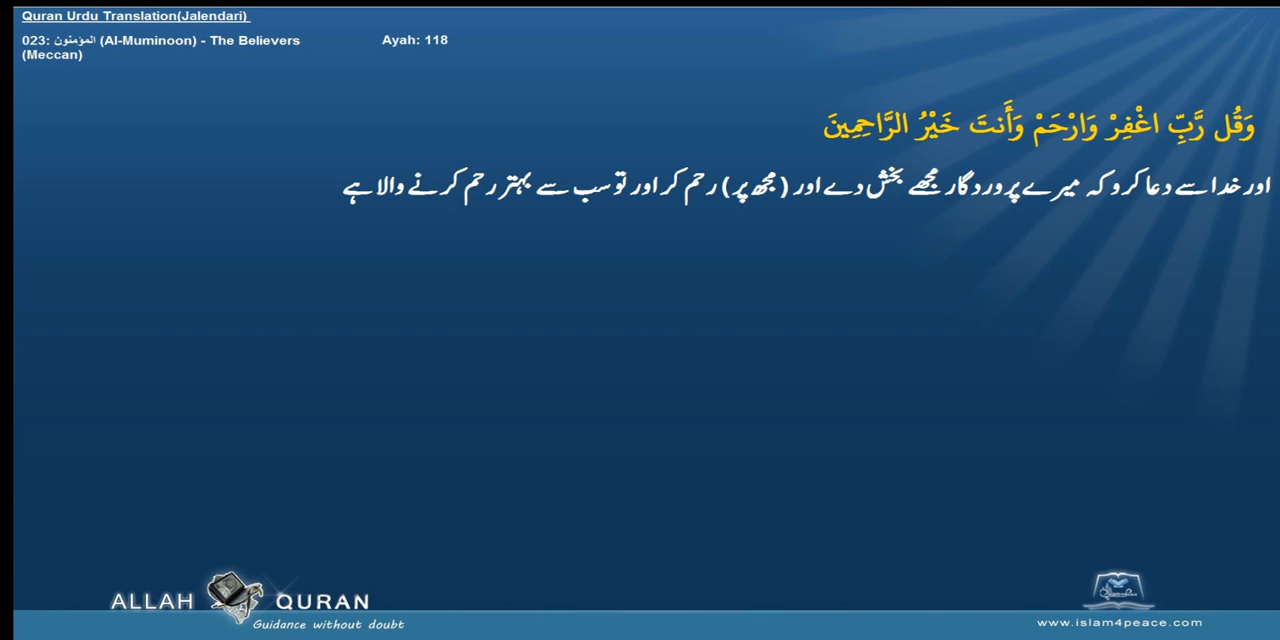 Quran Urdu Translation(Jalendari)
023: المؤمنون (Al-Muminoon) - The Believers
(Meccan)
Ayah: 118
وَقُل رَّبِّ اغْفِرْ وَارْحَمْ وَأَنتَ خَيْرُ الرَّاحِمِينَ
اور خدا سے دعا کرو کہ میرے پروردگار مجھے بخش دے اور (مجھ پر) رحم کر اور تو سب سے بہتر رحم کرنے والا ہے
ALLAH QURAN
Guidance without doubt
www.islam4peace.com